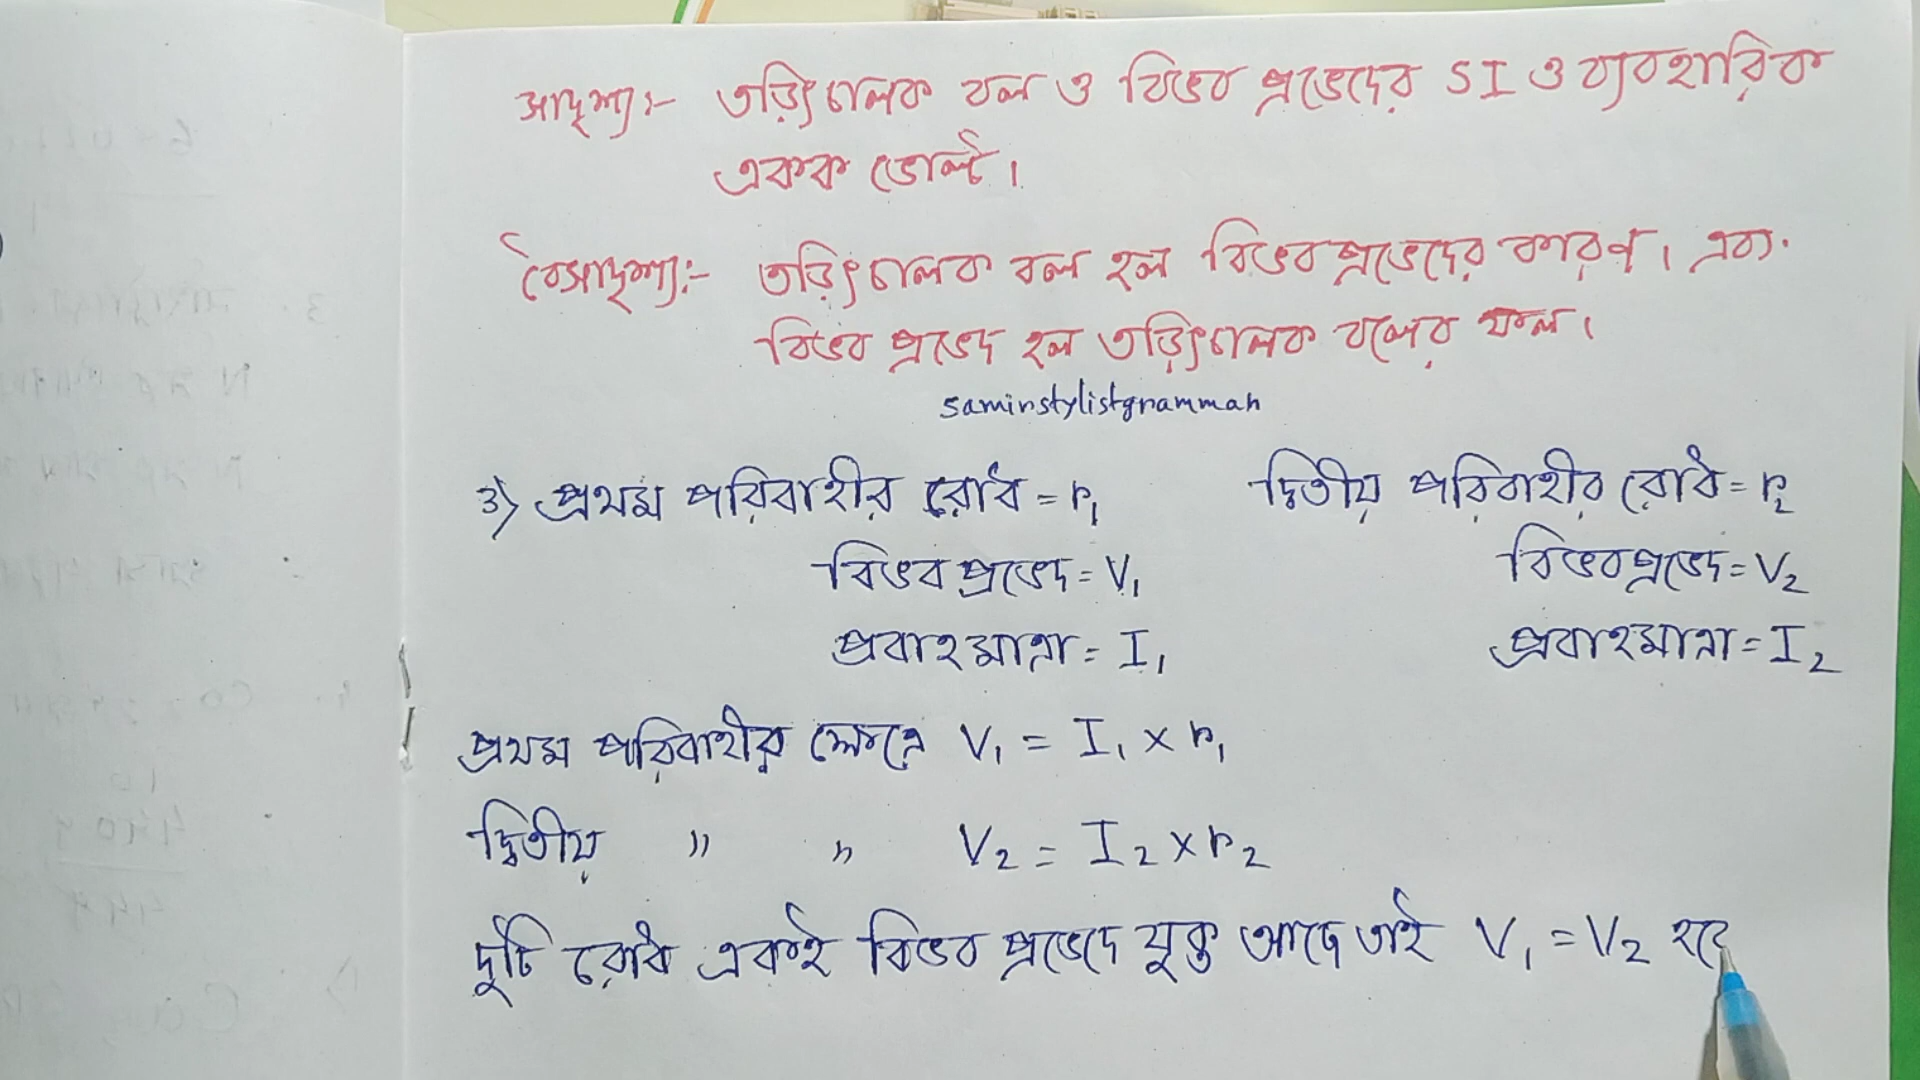 সাদৃশ্য:- তড়িৎচালক বল ও বিভব প্রভেদের SI ও ব্যবহারিক
একক ভোল্ট।
বৈসাদৃশ্য:- তড়িৎচালক বল হল বিভবপ্রভেদের কারণ। এবং
বিভব প্রভেদ হল তড়িৎচালক বলের ফল।
saminstylistgrammah
3) প্রথম পরিবাহীর রোধ = r₁ দ্বিতীয় পরিবাহীর রোধ = r₂
বিভব প্রভেদ = V₁ বিভবপ্রভেদ = V₂
প্রবাহমাত্রা = I₁ প্রবাহমাত্রা = I₂
প্রথম পরিবাহীর ক্ষেত্রে V₁ = I₁ × r₁
দ্বিতীয় " " V₂ = I₂ × r₂
দুটি রোধ একই বিভব প্রভেদে যুক্ত আছে তাই V₁ = V₂ হবে